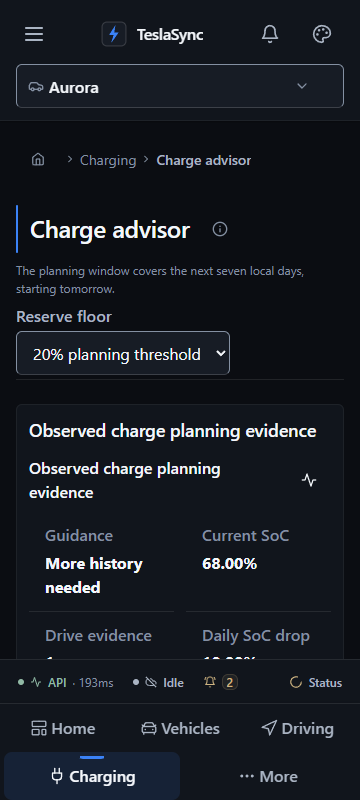 TeslaSync
Aurora
Charging
Charge advisor
Charge advisor
The planning window covers the next seven local days,
starting tomorrow.
Reserve floor
20% planning threshold
Observed charge planning evidence
Observed charge planning
evidence
Guidance
Current SoC
More history
needed
68.00%
Drive evidence
Daily SoC drop
API · 193ms
Idle
2
Status
Home
Vehicles
Driving
Charging
More